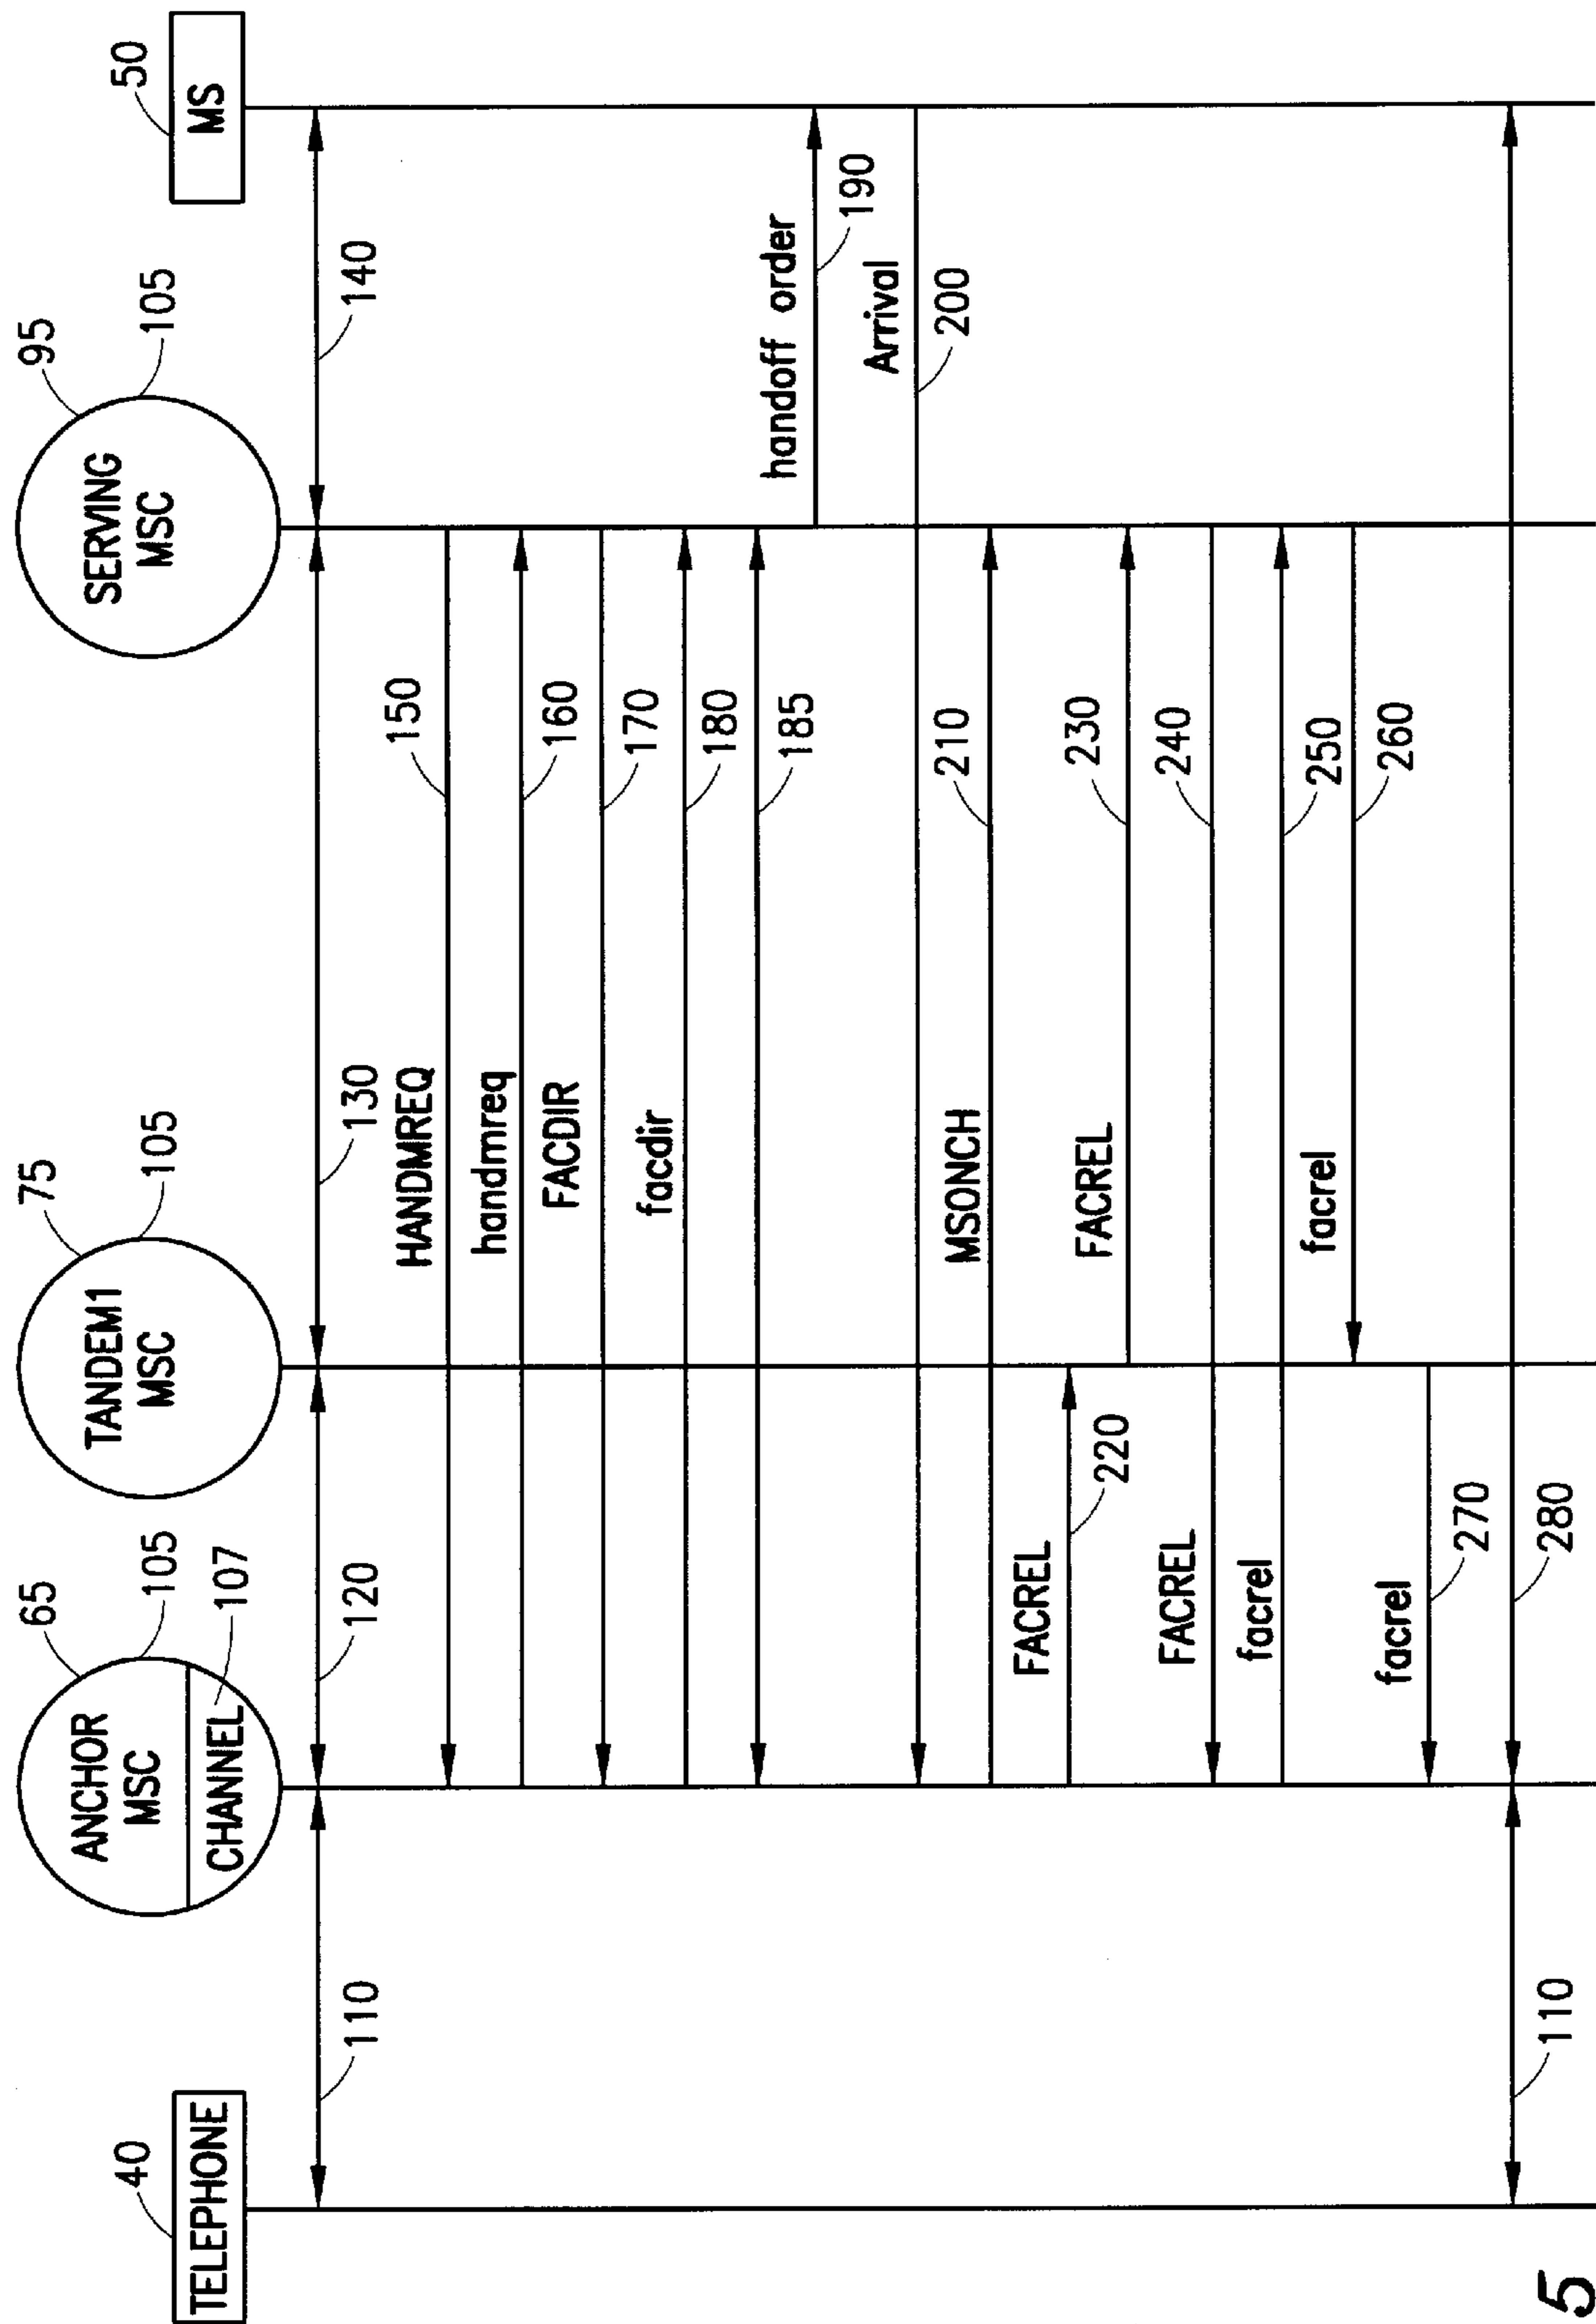 40
TELEPHONE
65
105
107
ANCHOR
MSC
CHANNEL
75
105
TANDEM1
MSC
95
105
SERVING
MSC
50
MS
110
120
130
140
HANDMREQ
150
handmreq
160
FACDIR
170
facdir
180
185
handoff order
190
Arrival
200
MSONCH
210
FACREL
220
FACREL
230
FACREL
240
facrel
250
facrel
260
facrel
270
110
280
5